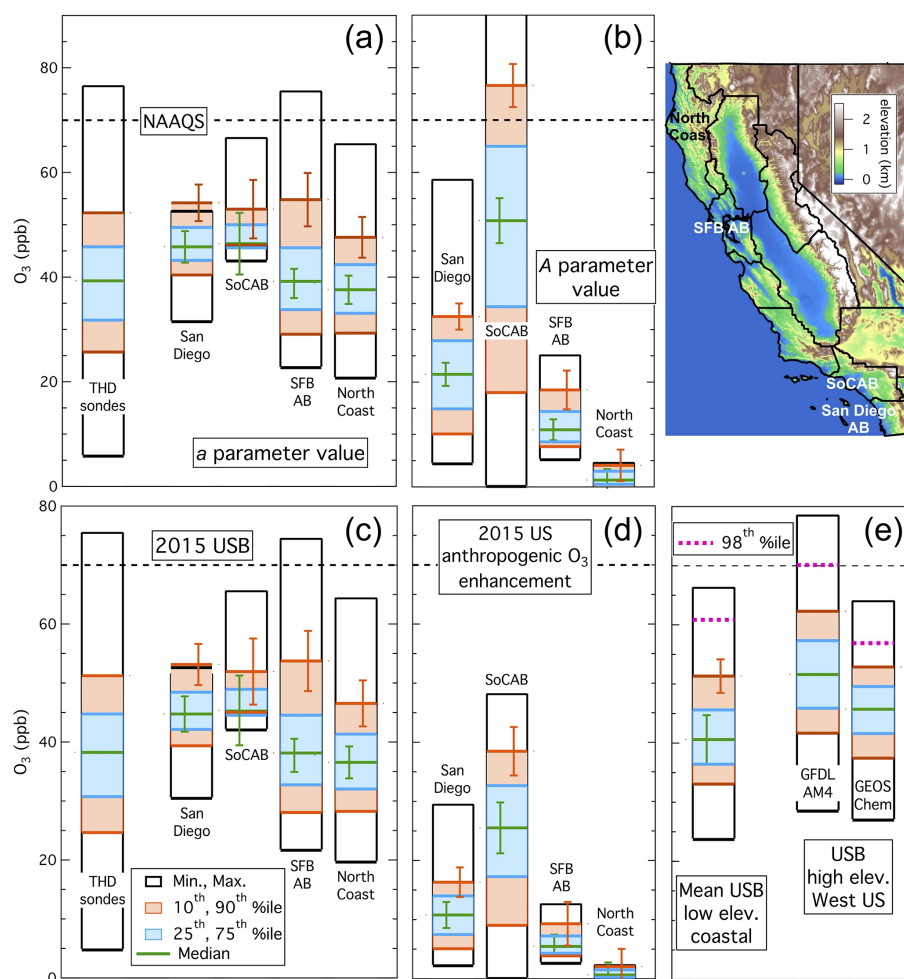 (a)
80
NAAQS
60
O3 (ppb)
40
20
0
THD
sondes
San
Diego
SoCAB
SFB
AB
North
Coast
a parameter value
(b)
San
Diego
SoCAB
A parameter
value
SFB
AB
North
Coast
North
Coast
SFB AB
SoCAB
San Diego
AB
elevation (km)
2
1
0
(c)
80
2015 USB
60
O3 (ppb)
40
20
0
THD
sondes
San
Diego
SoCAB
SFB
AB
North
Coast
Min., Max.
10th, 90th %ile
25th, 75th %ile
Median
(d)
2015 US
anthropogenic O3
enhancement
San
Diego
SoCAB
SFB
AB
North
Coast
(e)
98th %ile
GFDL
AM4
GEOS
Chem
Mean USB
low elev.
coastal
USB
high elev.
West US